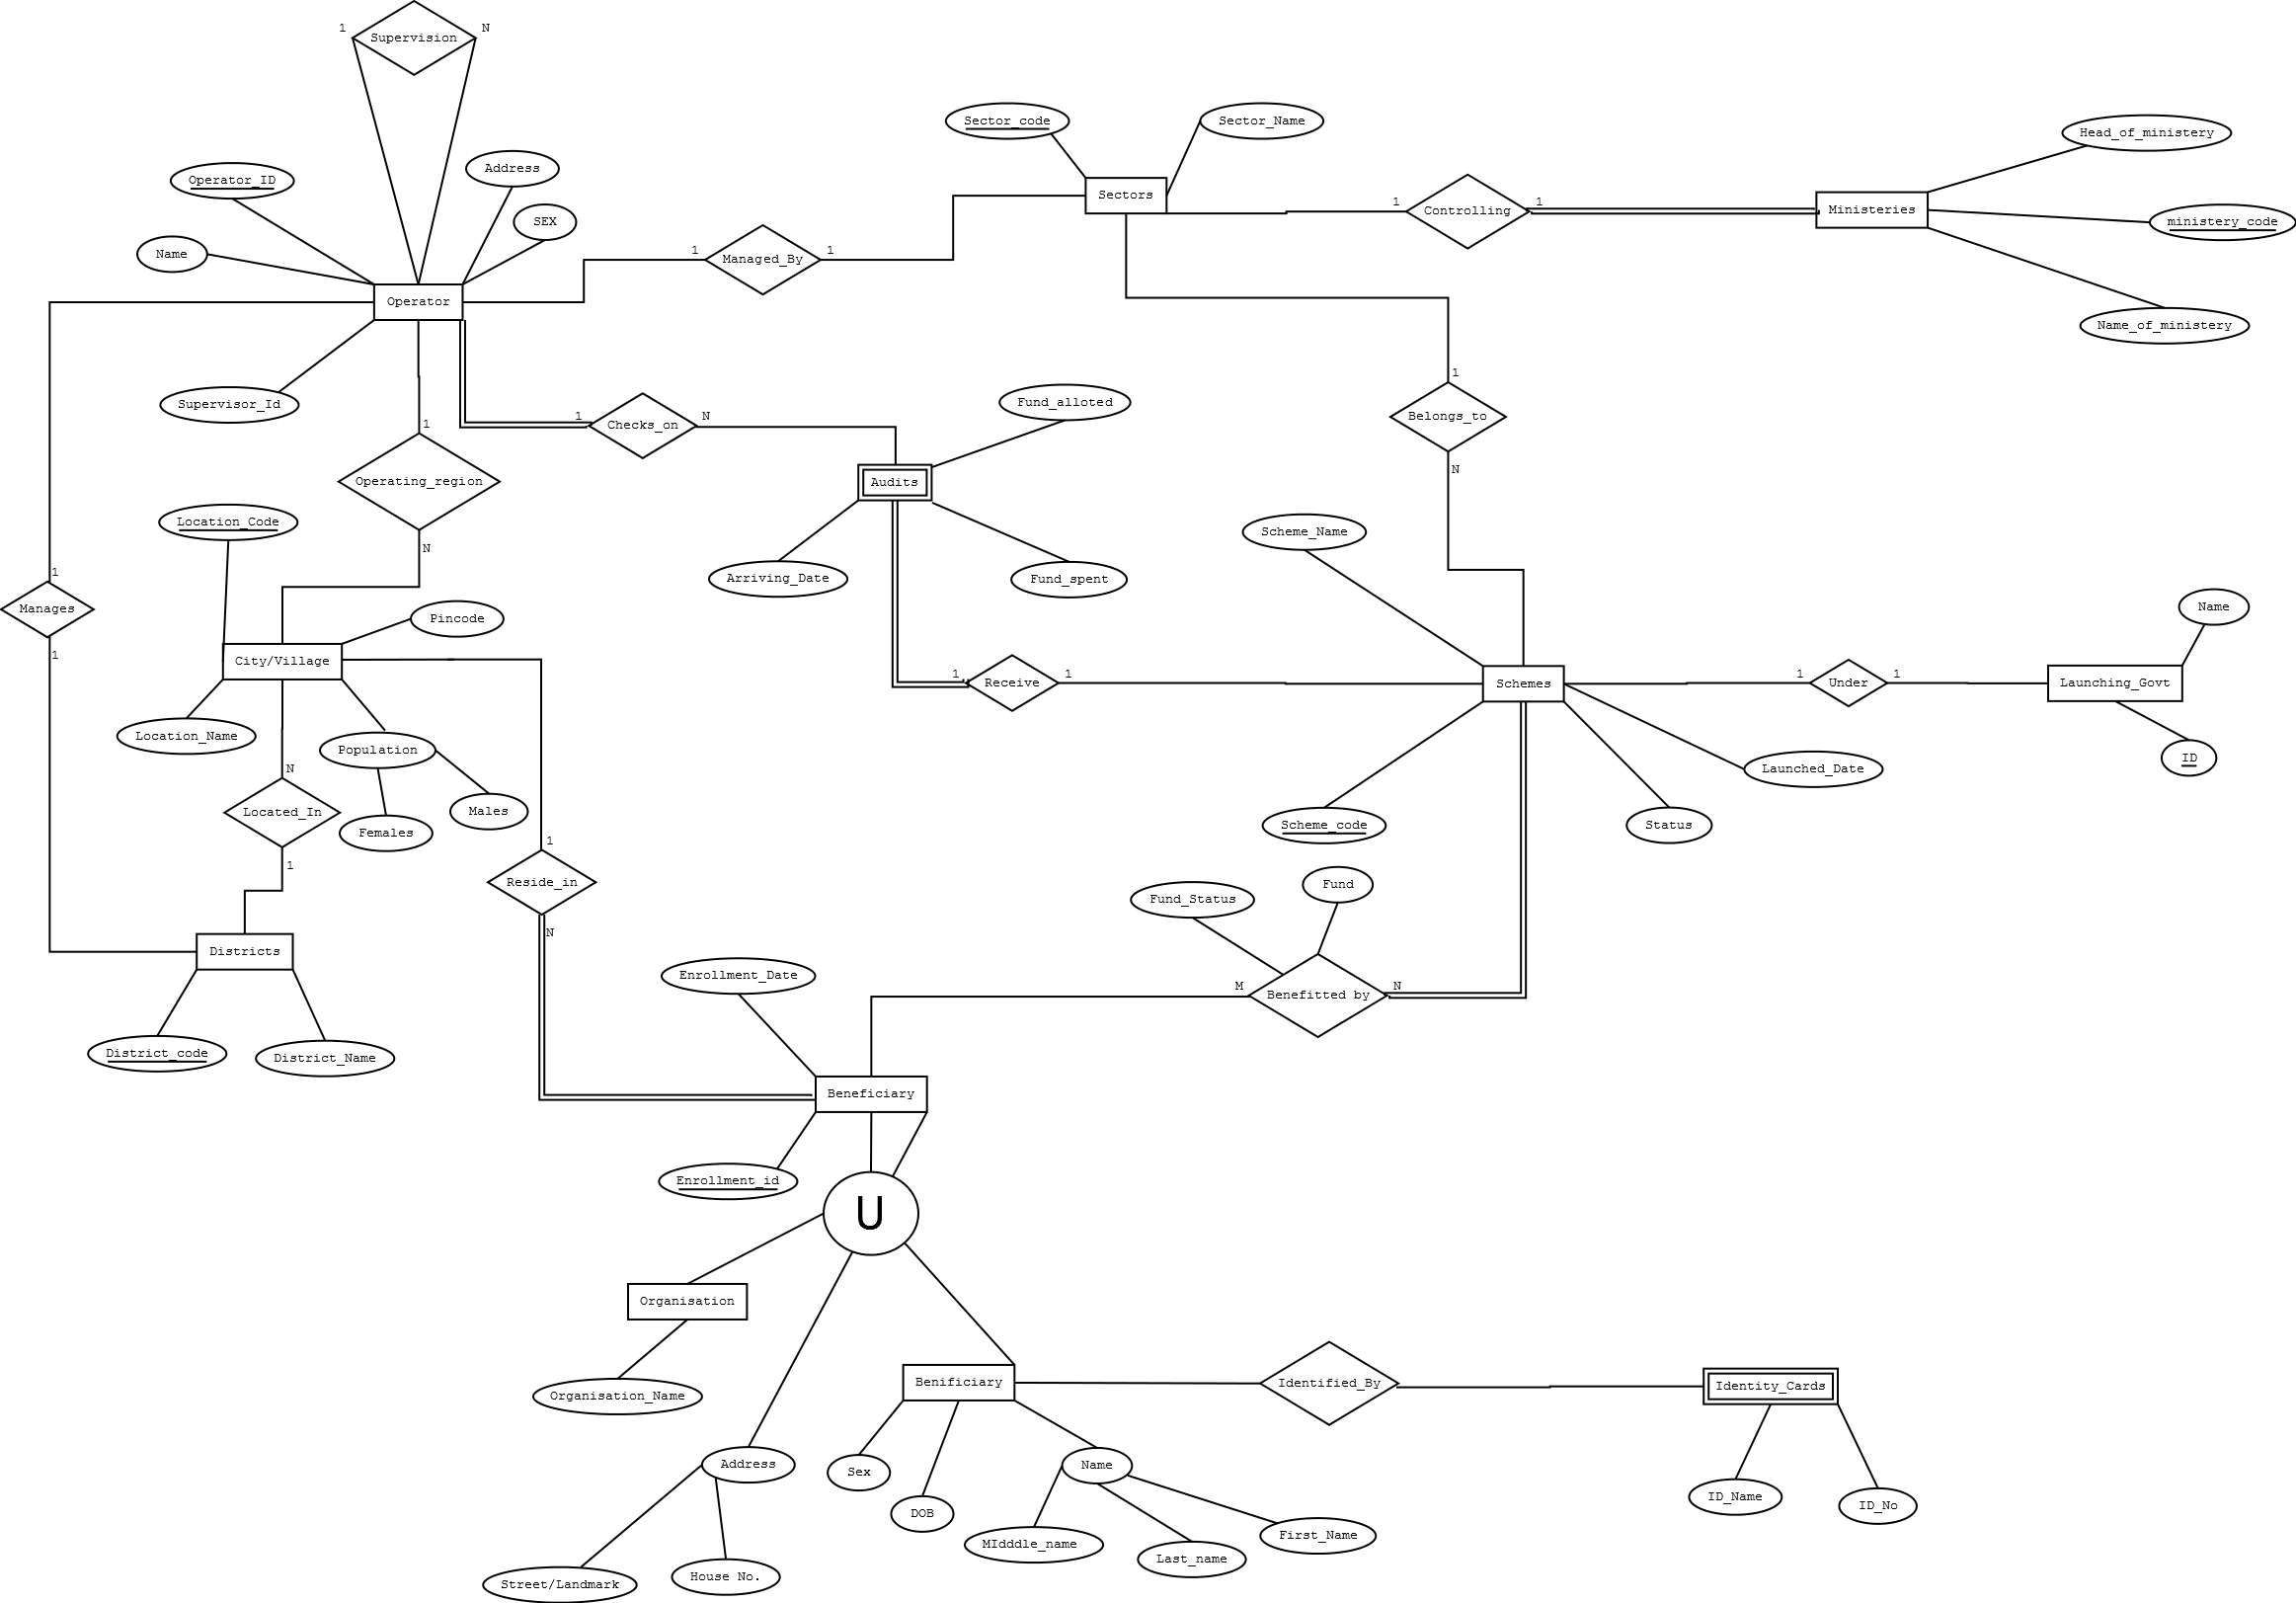 1
Supervision
N
Sector_code
Sector_Name
Head_of_ministery
Address
Operator_ID
SEX
Sectors
1
Controlling
1
Ministeries
ministery_code
Name
1
Managed_By
1
Operator
Name_of_ministery
Supervisor_Id
1
1
Checks_on
N
Fund_alloted
1
Belongs_to
N
Operating_region
N
Audits
Location_Code
Scheme_Name
1
Manages
1
Arriving_Date
Fund_spent
Name
Pincode
City/Village
1
Receive
1
Schemes
1
Under
1
Launching_Govt
Location_Name
Population
ID
N
Launched_Date
Located_In
Males
Females
1
Scheme_code
Status
1
Reside_in
N
Fund_Status
Fund
Districts
Enrollment_Date
M
Benefitted by
N
District_code
District_Name
Beneficiary
Enrollment_id
U
Organisation
Organisation_Name
Benificiary
Identified_By
Identity_Cards
Address
Sex
Name
DOB
ID_Name
ID_No
MIdddle_name
Last_name
First_Name
Street/Landmark
House No.